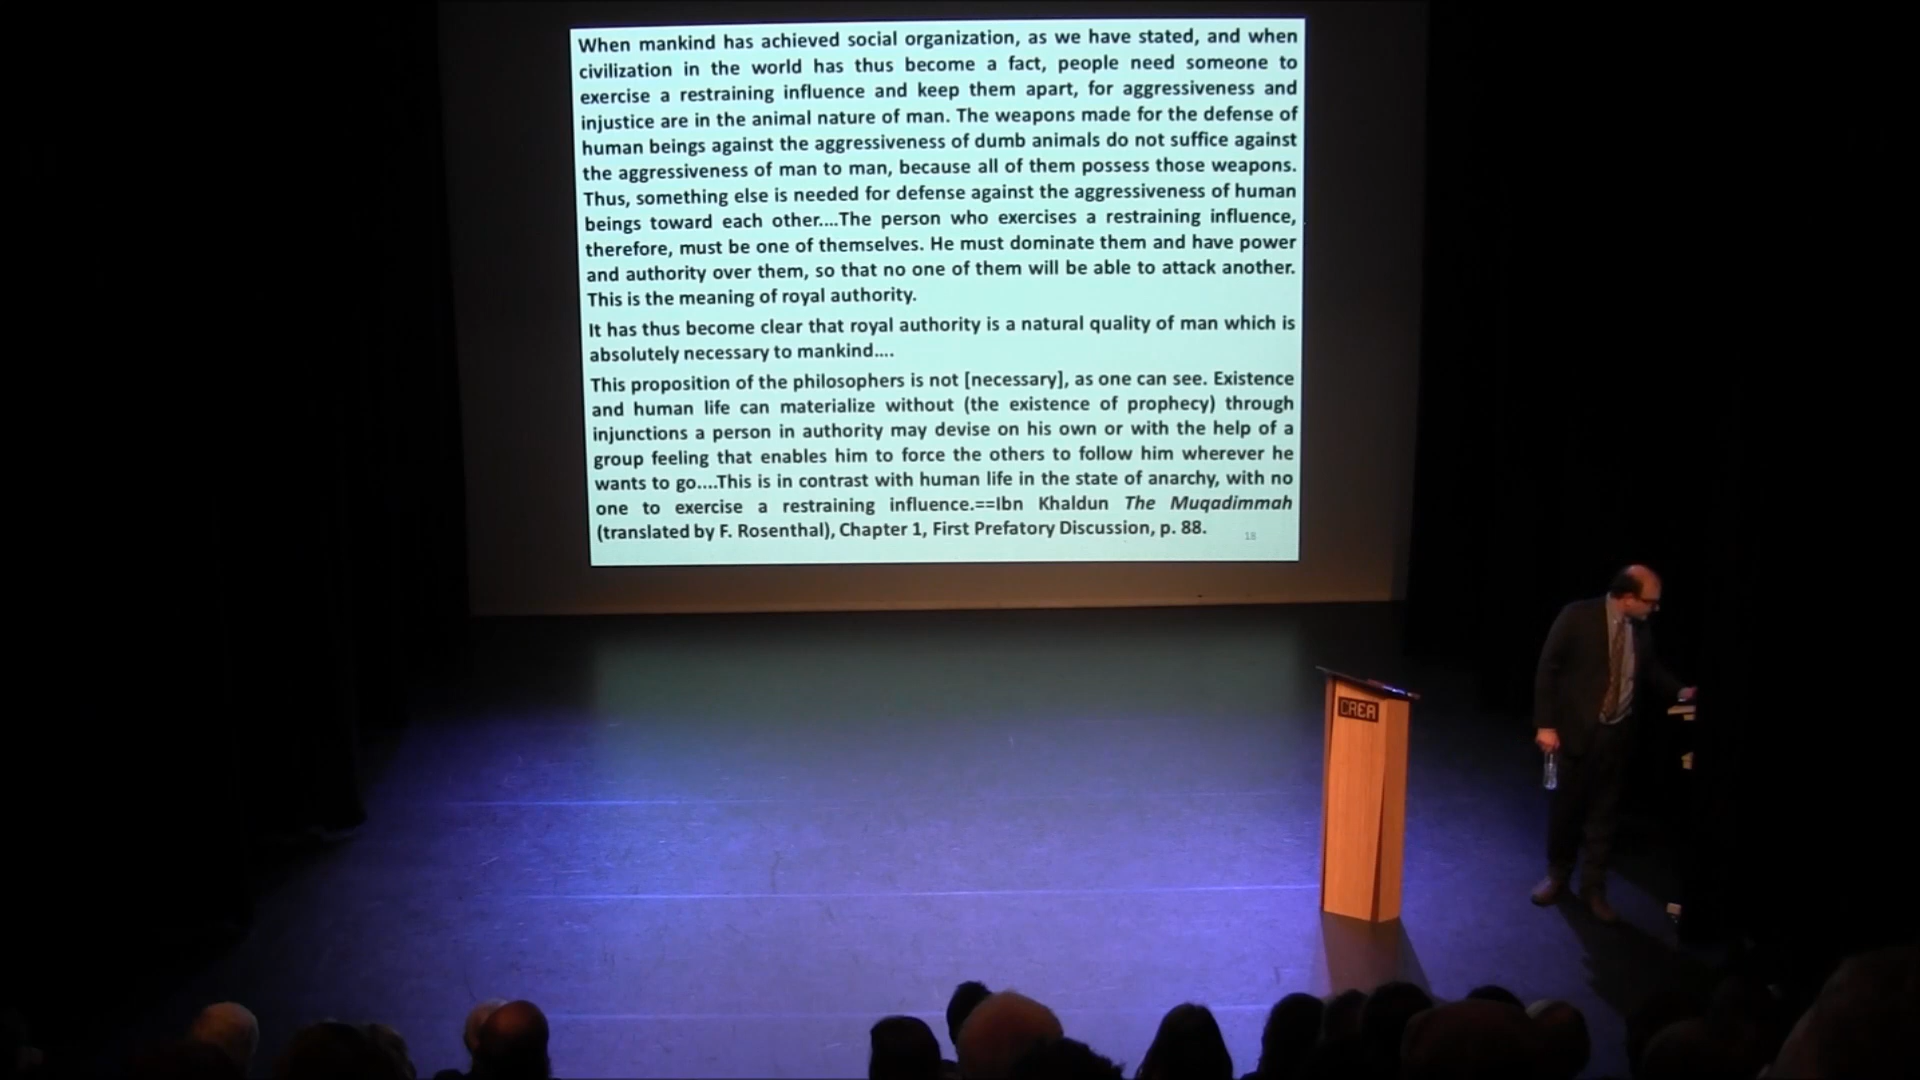 When mankind has achieved social organization, as we have stated, and when
civilization in the world has thus become a fact, people need someone to
exercise a restraining influence and keep them apart, for aggressiveness and
injustice are in the animal nature of man. The weapons made for the defense of
human beings against the aggressiveness of dumb animals do not suffice against
the aggressiveness of man to man, because all of them possess those weapons.
Thus, something else is needed for defense against the aggressiveness of human
beings toward each other....The person who exercises a restraining influence,
therefore, must be one of themselves. He must dominate them and have power
and authority over them, so that no one of them will be able to attack another.
This is the meaning of royal authority.
It has thus become clear that royal authority is a natural quality of man which is
absolutely necessary to mankind....
This proposition of the philosophers is not [necessary], as one can see. Existence
and human life can materialize without (the existence of prophecy) through
injunctions a person in authority may devise on his own or with the help of a
group feeling that enables him to force the others to follow him wherever he
wants to go....This is in contrast with human life in the state of anarchy, with no
one to exercise a restraining influence.==Ibn Khaldun The Muqadimmah
(translated by F. Rosenthal), Chapter 1, First Prefatory Discussion, p. 88.
18
CREA